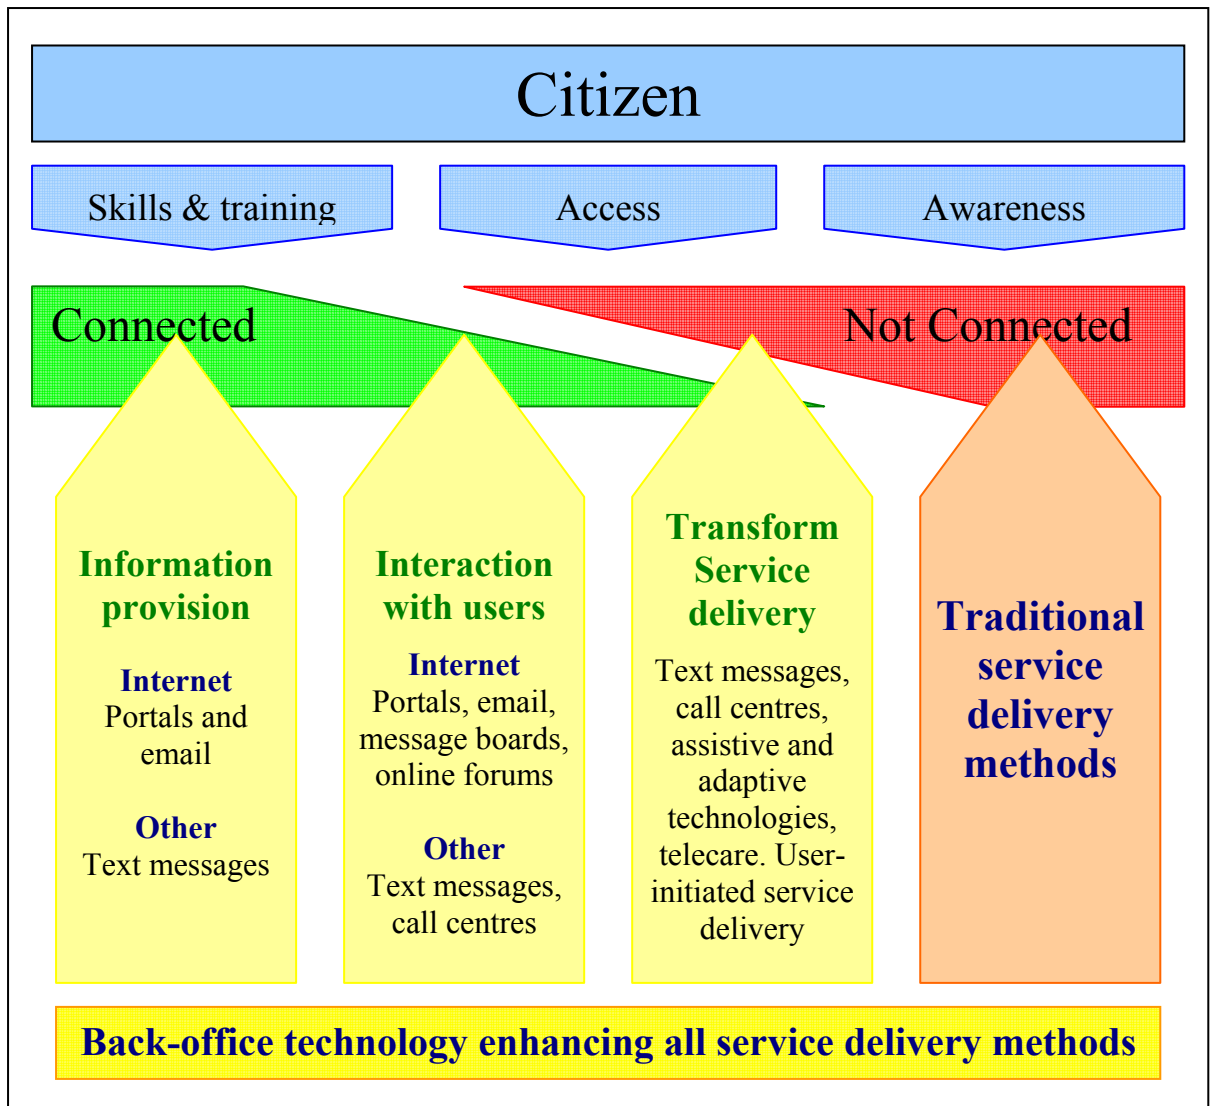 Citizen
Skills & training
Access
Awareness
Connected
Not Connected
Information
provision
Internet
Portals and
email
Other
Text messages
Interaction
with users
Internet
Portals, email,
message boards,
online forums
Other
Text messages,
call centres
Transform
Service
delivery
Text messages,
call centres,
assistive and
adaptive
technologies,
telecare. User-
initiated service
delivery
Traditional
service
delivery
methods
Back-office technology enhancing all service delivery methods